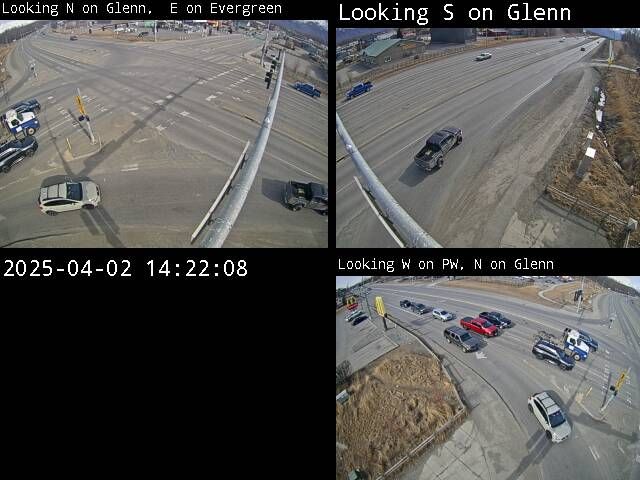 Looking N on Glenn, E on Evergreen
Looking S on Glenn
2025-04-02 14:22:08
Looking W on PW, N on Glenn